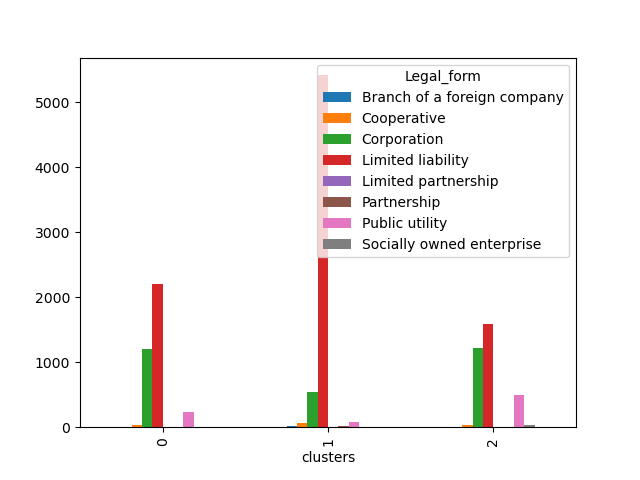 5000
4000
3000
2000
1000
0
Legal_form
Branch of a foreign company
Cooperative
Corporation
Limited liability
Limited partnership
Partnership
Public utility
Socially owned enterprise
0
1
2
clusters